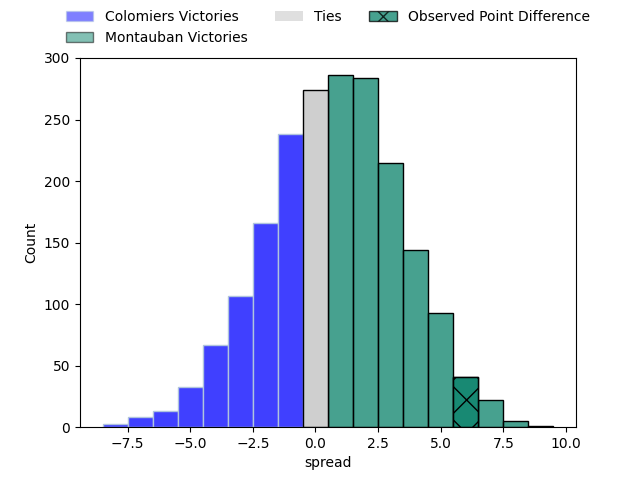 Colomiers Victories
Montauban Victories
Ties
Observed Point Difference
300
250
200
150
100
50
0
Count
−7.5
−5.0
−2.5
0.0
2.5
5.0
7.5
10.0
spread